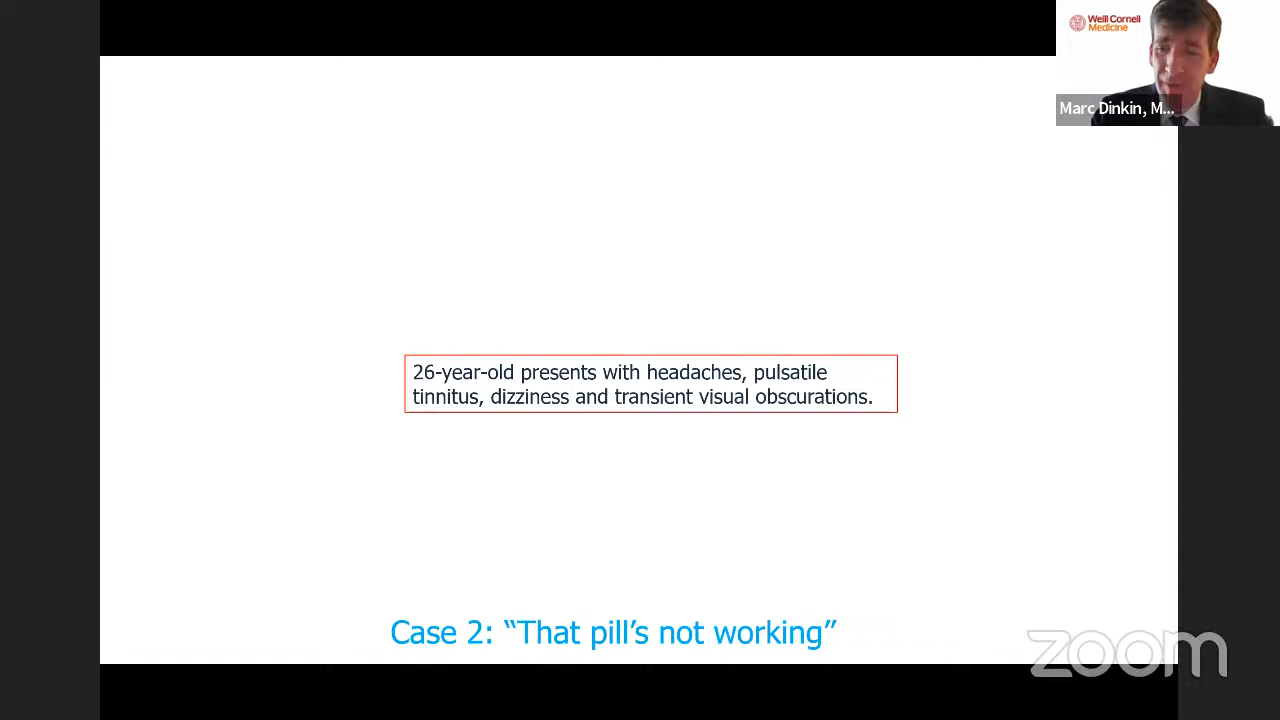 Weill Cornell
Medicine
Marc Dinkin, M...
26-year-old presents with headaches, pulsatile
tinnitus, dizziness and transient visual obscurations.
Case 2: “That pill’s not working”
zoom